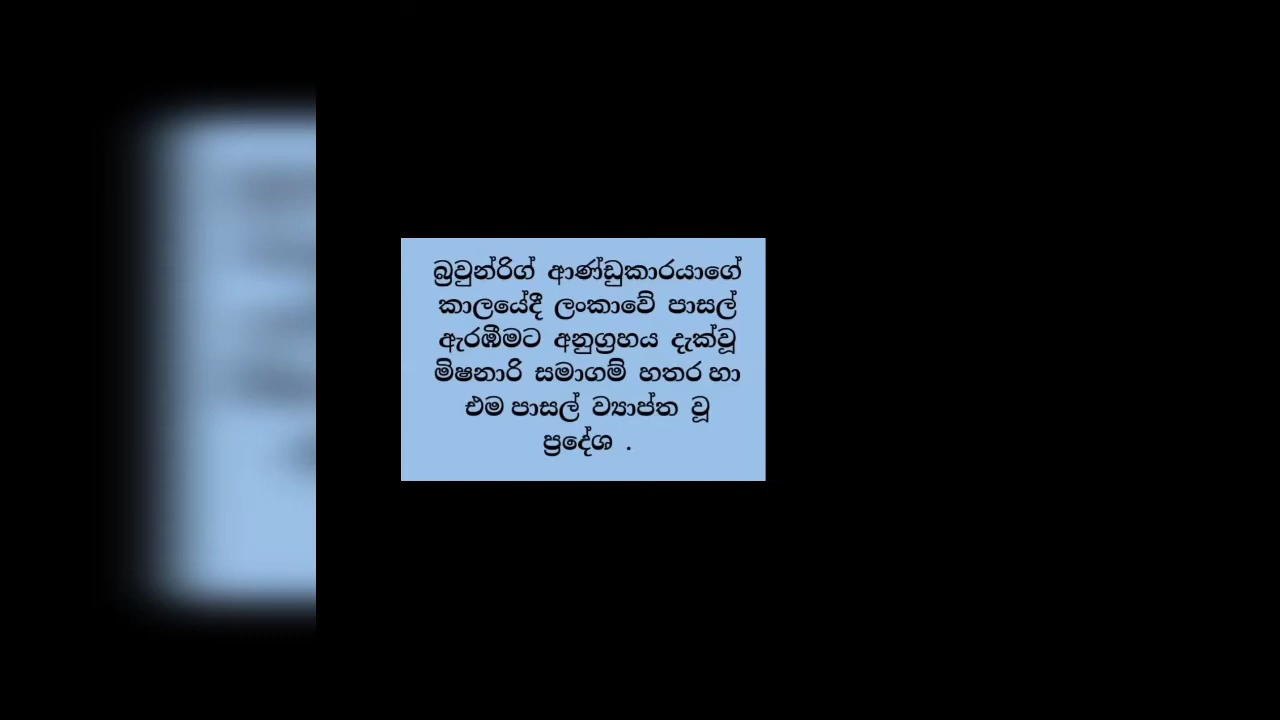 බ්‍රවුන්රිග් ආණ්ඩුකාරයාගේ
කාලයේදී ලංකාවේ පාසල්
ඇරඹීමට අනුග්‍රහය දැක්වූ
මිෂනාරි සමාගම් හතර හා
එම පාසල් ව්‍යාප්ත වූ
ප්‍රදේශ .